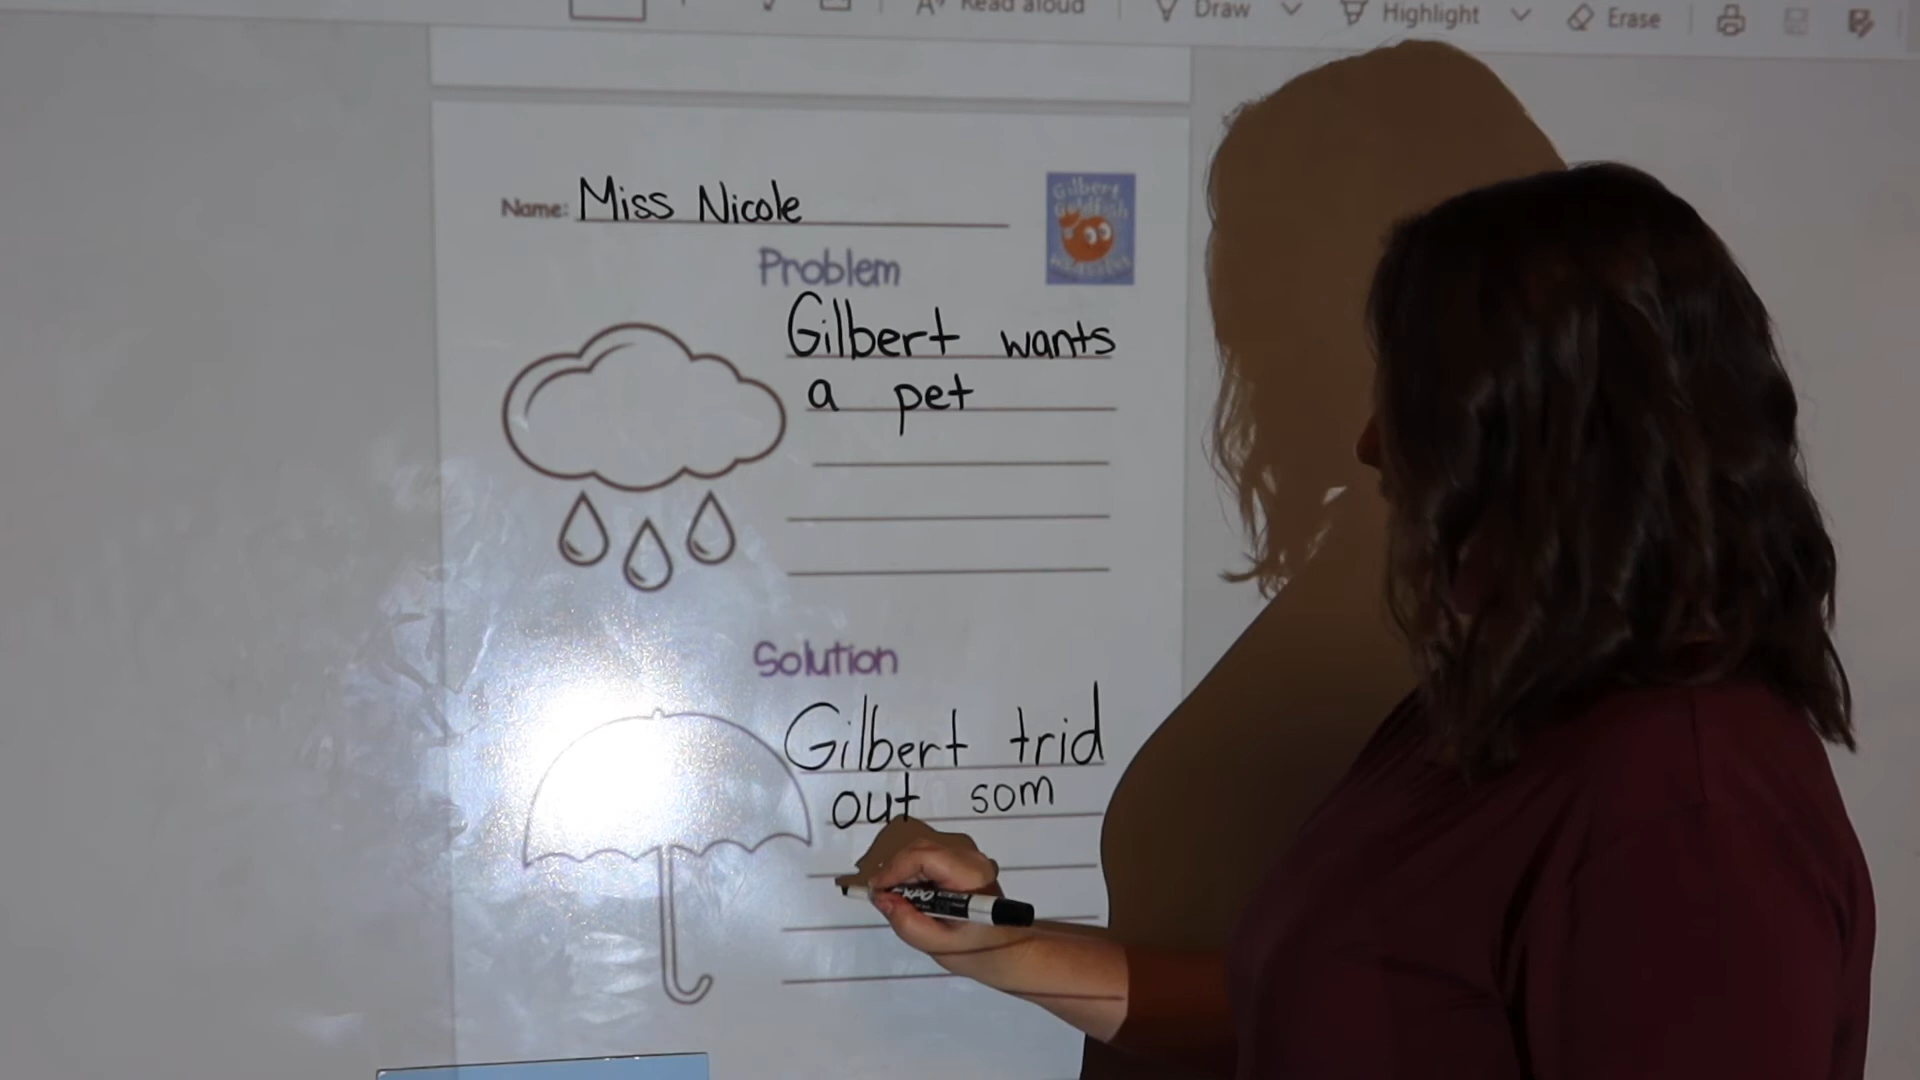 Read aloud
Draw
Highlight
Erase
Name: Miss Nicole
Gilbert
Goldfish
Problem
Gilbert wants
a pet
Solution
Gilbert trid
out som